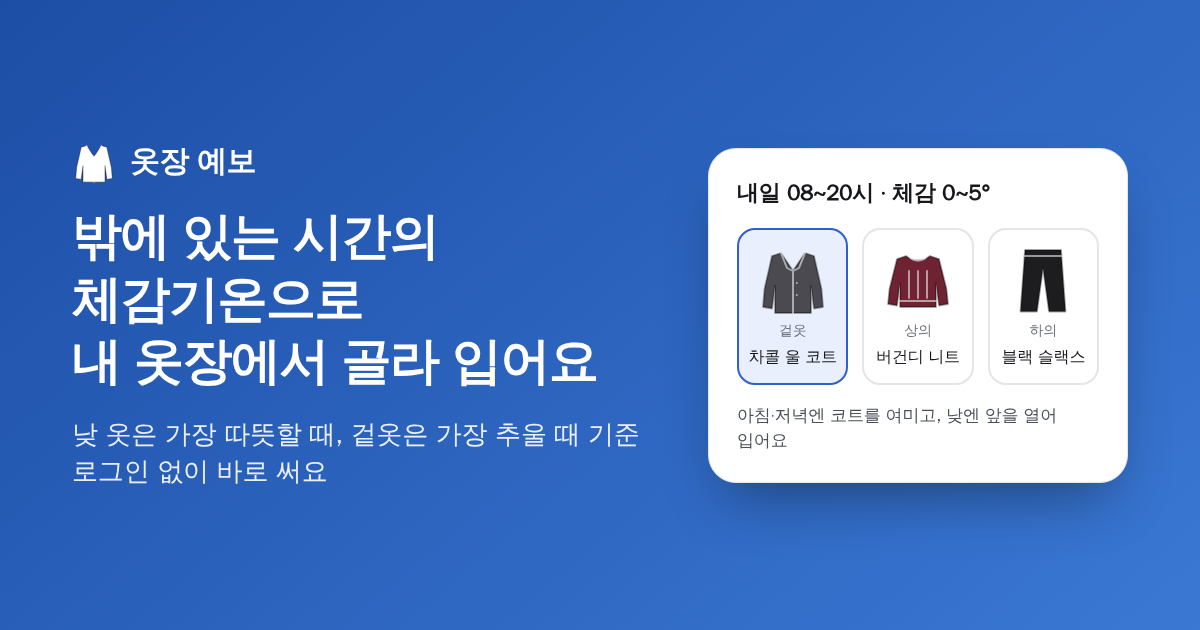 옷장 예보
밖에 있는 시간의
체감기온으로
내 옷장에서 골라 입어요
낮 옷은 가장 따뜻할 때, 겉옷은 가장 추울 때 기준
로그인 없이 바로 써요
내일 08~20시 · 체감 0~5°
겉옷
차콜 울 코트
상의
버건디 니트
하의
블랙 슬랙스
아침·저녁엔 코트를 여미고, 낮엔 앞을 열어
입어요